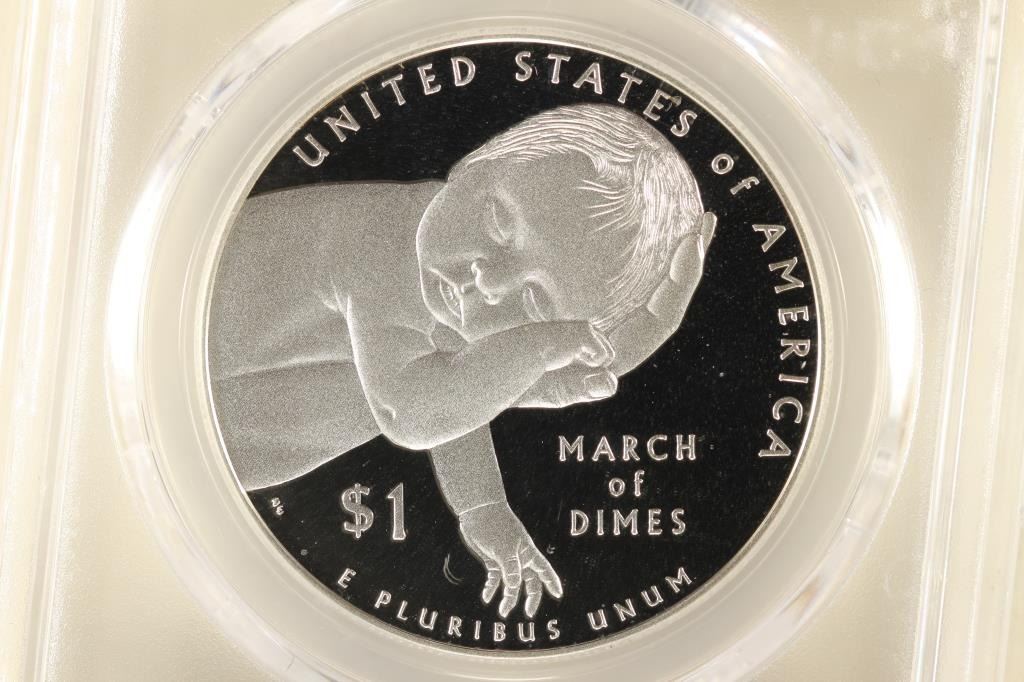 UNITED STATES of AMERICA
MARCH
of
DIMES
$1
E PLURIBUS UNUM